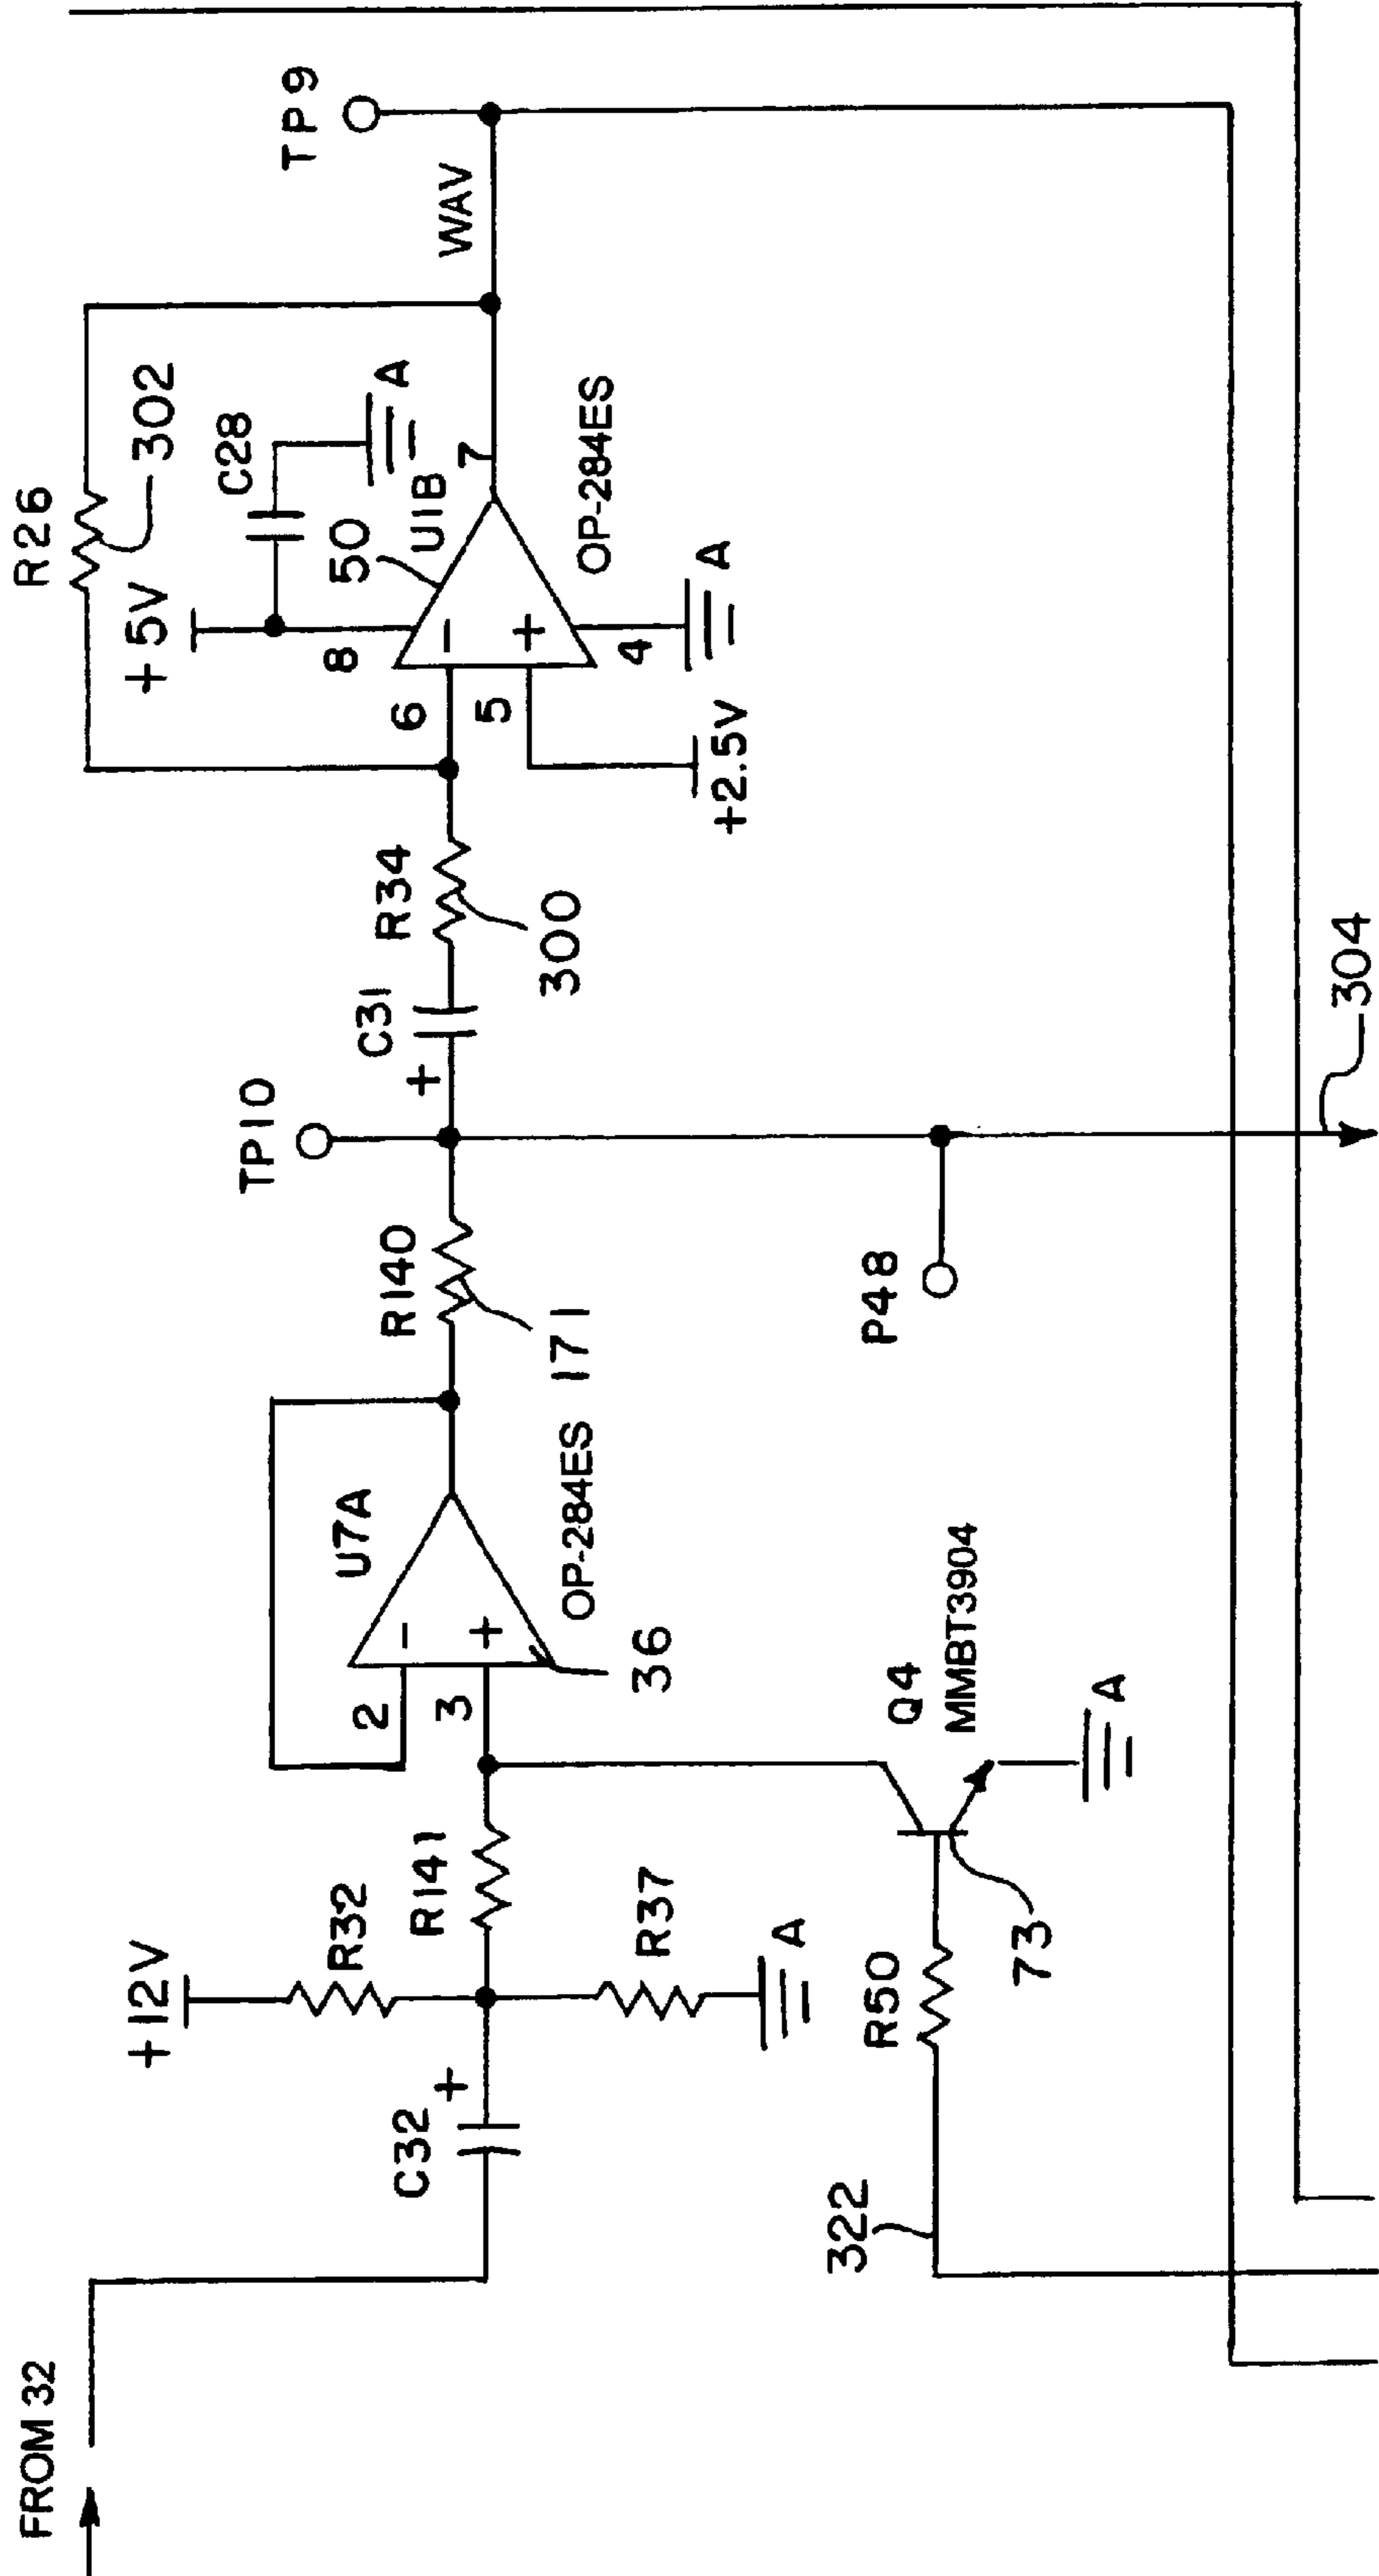 FROM 32
C32
+
+12V
R32
R141
R37
A
322
R50
73
Q4
MMBT3904
A
2
3
-
+
U7A
OP-284ES
36
R140
171
TP10
P48
304
+
C31
R34
300
R26
302
+5V
C28
A
8
50
U1B
6
5
-
+
7
4
A
OP-284ES
+2.5V
WAV
TP9